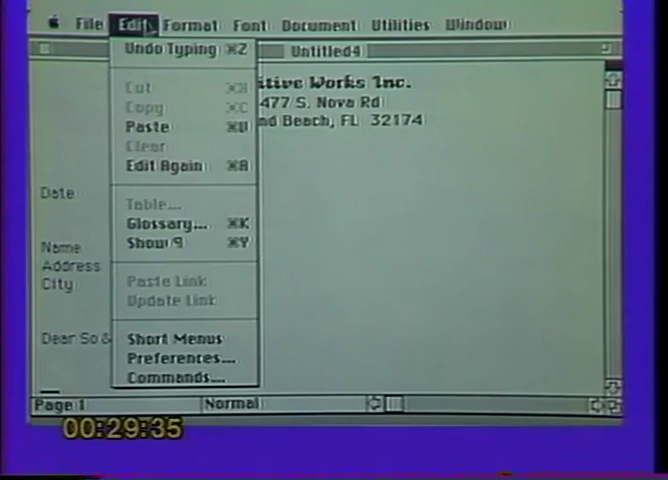 File Edit Format Font Document Utilities Window
Untitled4
Undo Typing ⌘Z
Cut ⌘X
Copy ⌘C
Paste ⌘V
Clear
Edit Again ⌘A
Table...
Glossary... ⌘K
Show ¶ ⌘Y
Paste Link
Update Link
Short Menus
Preferences...
Commands...
itive Works Inc.
477 S. Nova Rd
nd Beach, FL 32174
Date
Name
Address
City
Dear So &
Page 1 Normal
00:29:35